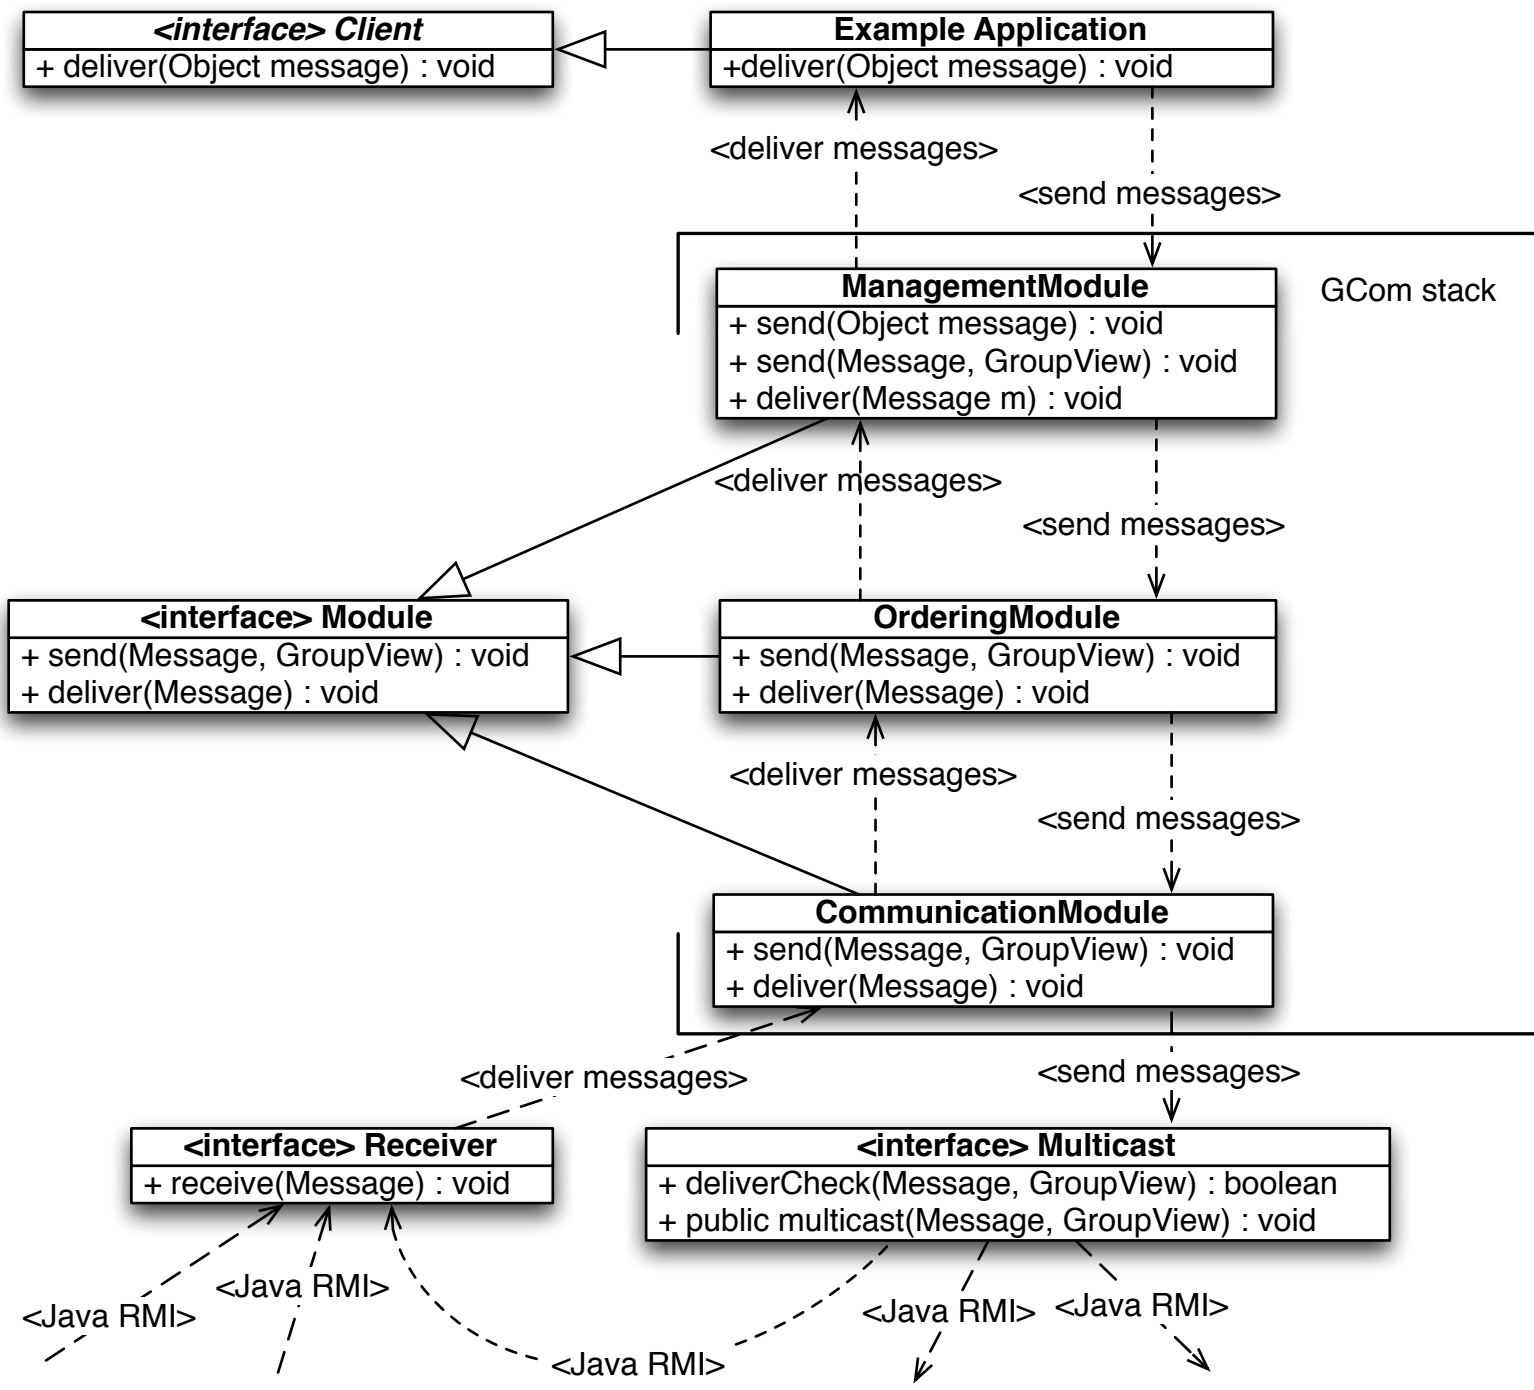 <interface> Client
+ deliver(Object message) : void
Example Application
+deliver(Object message) : void
<deliver messages>
<send messages>
GCom stack
ManagementModule
+ send(Object message) : void
+ send(Message, GroupView) : void
+ deliver(Message m) : void
<deliver messages>
<send messages>
<interface> Module
+ send(Message, GroupView) : void
+ deliver(Message) : void
OrderingModule
+ send(Message, GroupView) : void
+ deliver(Message) : void
<deliver messages>
<send messages>
CommunicationModule
+ send(Message, GroupView) : void
+ deliver(Message) : void
<deliver messages>
<send messages>
<interface> Receiver
+ receive(Message) : void
<interface> Multicast
+ deliverCheck(Message, GroupView) : boolean
+ public multicast(Message, GroupView) : void
<Java RMI>
<Java RMI>
<Java RMI>
<Java RMI>
<Java RMI>